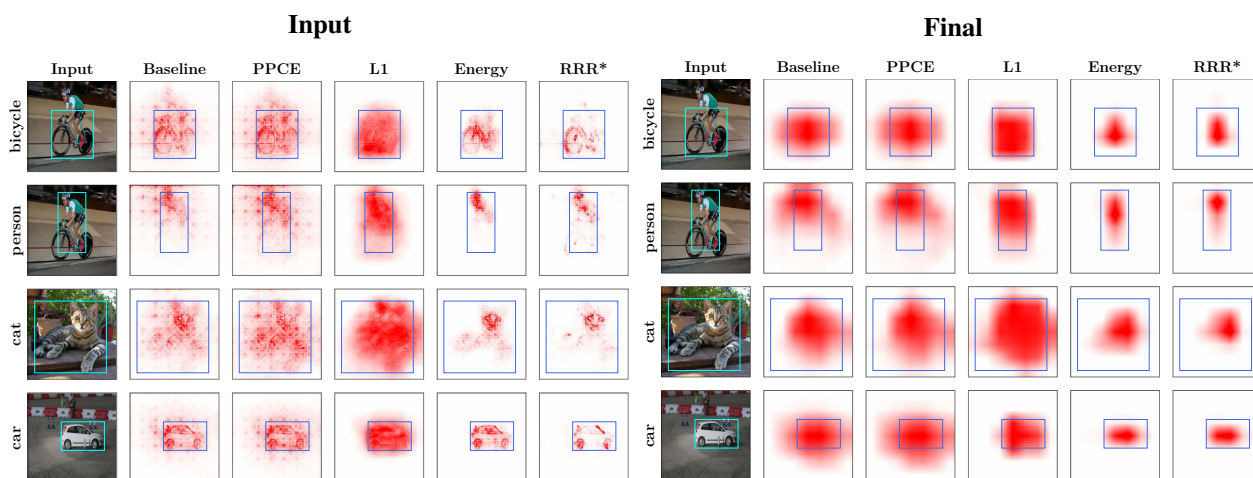 Input
Input Baseline PPCE L1 Energy RRR*
bicycle
person
cat
car
Final
Input Baseline PPCE L1 Energy RRR*
bicycle
person
cat
car